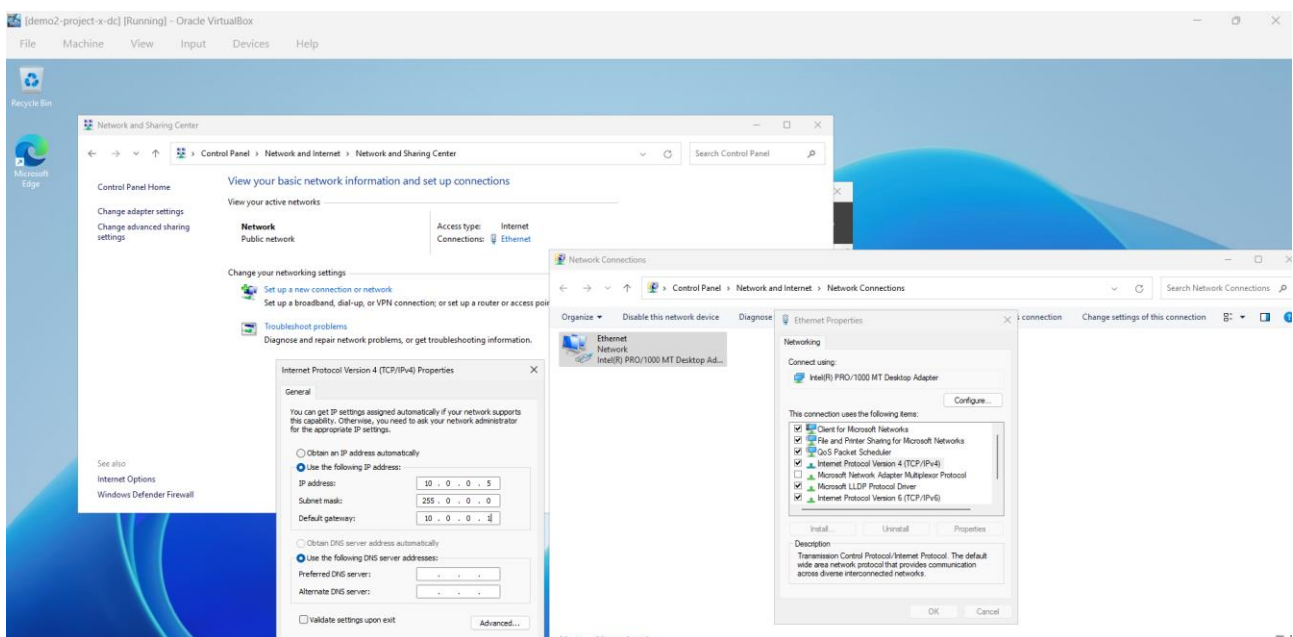 [demo2-project-x-dc] [Running] - Oracle VirtualBox
File Machine View Input Devices Help
Recycle Bin
Microsoft
Edge
Network and Sharing Center
Control Panel > Network and Internet > Network and Sharing Center
Search Control Panel
Control Panel Home
Change adapter settings
Change advanced sharing
settings
View your basic network information and set up connections
View your active networks
Network
Public network
Access type: Internet
Connections: Ethernet
Change your networking settings
Set up a new connection or network
Set up a broadband, dial-up, or VPN connection; or set up a router or access poin
Troubleshoot problems
Diagnose and repair network problems, or get troubleshooting information.
See also
Internet Options
Windows Defender Firewall
Internet Protocol Version 4 (TCP/IPv4) Properties
General
You can get IP settings assigned automatically if your network supports
this capability. Otherwise, you need to ask your network administrator
for the appropriate IP settings.
Obtain an IP address automatically
Use the following IP address:
IP address: 10 . 0 . 0 . 5
Subnet mask: 255 . 0 . 0 . 0
Default gateway: 10 . 0 . 0 . 1
Obtain DNS server address automatically
Use the following DNS server addresses:
Preferred DNS server: . . .
Alternate DNS server: . . .
Validate settings upon exit
Advanced...
Network Connections
Control Panel > Network and Internet > Network Connections
Search Network Connections
Organize Disable this network device Diagnose
s connection Change settings of this connection
Ethernet
Network
Intel(R) PRO/1000 MT Desktop Ad...
Ethernet Properties
Networking
Connect using:
Intel(R) PRO/1000 MT Desktop Adapter
Configure...
This connection uses the following items:
Client for Microsoft Networks
File and Printer Sharing for Microsoft Networks
QoS Packet Scheduler
Internet Protocol Version 4 (TCP/IPv4)
Microsoft Network Adapter Multiplexor Protocol
Microsoft LLDP Protocol Driver
Internet Protocol Version 6 (TCP/IPv6)
Install... Uninstall Properties
Description
Transmission Control Protocol/Internet Protocol. The default
wide area network protocol that provides communication
across diverse interconnected networks.
OK Cancel